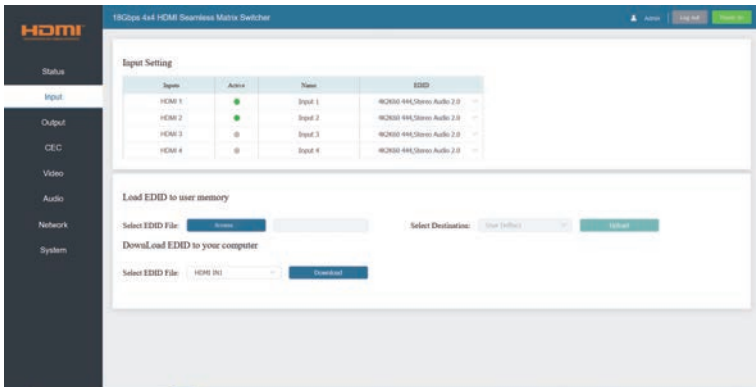 HDMI
18Gbps 4x4 HDMI Seamless Matrix Switcher
Admin
Log out
Status
Input
Output
CEC
Video
Audio
Network
System
Input Setting
Inputs Active Name EDID
HDMI 1 Input 1 4K2K60 444,Stereo Audio 2.0
HDMI 2 Input 2 4K2K60 444,Stereo Audio 2.0
HDMI 3 Input 3 4K2K60 444,Stereo Audio 2.0
HDMI 4 Input 4 4K2K60 444,Stereo Audio 2.0
Load EDID to user memory
Select EDID File: Browse Select Destination: Upload
DownLoad EDID to your computer
Select EDID File: HDMI IN1 Download